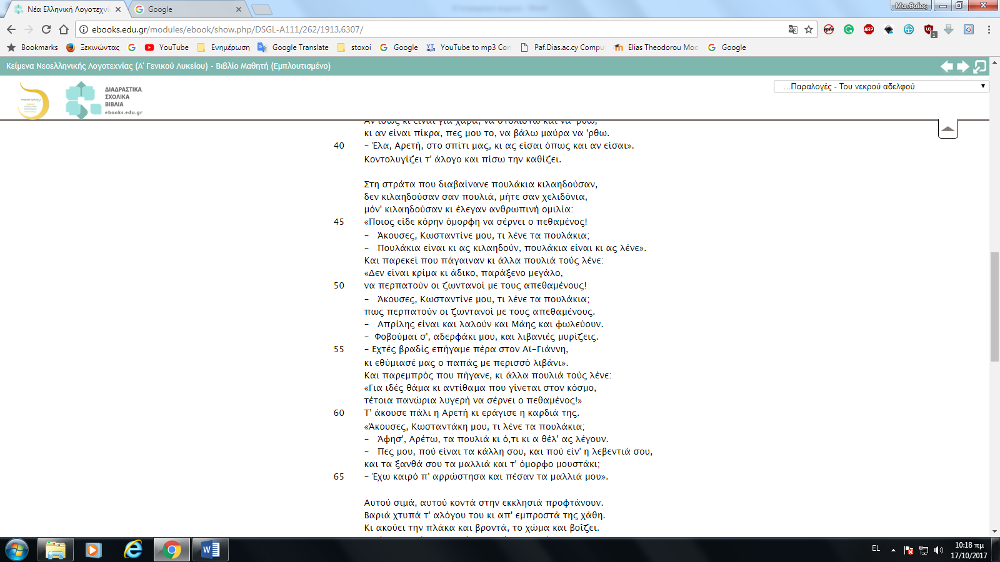 Νέα Ελληνική Λογοτεχνί
Google
Ματθαίος
ebooks.edu.gr/modules/ebook/show.php/DSGL-A111/262/1913,6307/
Bookmarks
Ξεκινώντας
YouTube
Ενημέρωση
Google Translate
stoxoi
Google
YouTube to mp3 Con
Paf.Dias.ac.cy Compu
Elias Theodorou Moo
Google
Κείμενα Νεοελληνικής Λογοτεχνίας (Α' Γενικού Λυκείου) - Βιβλίο Μαθητή (Εμπλουτισμένο)
ΔΙΑΔΡΑΣΤΙΚΑ
ΣΧΟΛΙΚΑ
ΒΙΒΛΙΑ
ebooks.edu.gr
...Παραλογές - Του νεκρού αδελφού
Αν ίσως κι είναι για χαρά, να στολιστώ και να 'ρθω,
κι αν είναι πίκρα, πες μου το, να βάλω μαύρα να 'ρθω.
40 – Έλα, Αρετή, στο σπίτι μας, κι ας είσαι όπως και αν είσαι».
Κοντολυγίζει τ' άλογο και πίσω την καθίζει.
Στη στράτα που διαβαίνανε πουλάκια κιλαηδούσαν,
δεν κιλαηδούσαν σαν πουλιά, μήτε σαν χελιδόνια,
μόν' κιλαηδούσαν κι έλεγαν ανθρωπινή ομιλία:
45 «Ποιος είδε κόρην όμορφη να σέρνει ο πεθαμένος!
– Άκουσες, Κωσταντίνε μου, τι λένε τα πουλάκια;
– Πουλάκια είναι κι ας κιλαηδούν, πουλάκια είναι κι ας λένε».
Και παρεκεί που πάγαιναν κι άλλα πουλιά τούς λένε:
«Δεν είναι κρίμα κι άδικο, παράξενο μεγάλο,
50 να περπατούν οι ζωντανοί με τους απεθαμένους!
– Άκουσες, Κωσταντίνε μου, τι λένε τα πουλάκια;
πως περπατούν οι ζωντανοί με τους απεθαμένους.
– Απρίλης είναι και λαλούν και Μάης και φωλεύουν.
– Φοβούμαι σ', αδερφάκι μου, και λιβανιές μυρίζεις.
55 – Εχτές βραδίς επήγαμε πέρα στον Αϊ-Γιάννη,
κι εθύμιασέ μας ο παπάς με περισσό λιβάνι».
Και παρεμπρός που πήγανε, κι άλλα πουλιά τούς λένε:
«Για ιδές θάμα κι αντίθαμα που γίνεται στον κόσμο,
τέτοια πανώρια λυγερή να σέρνει ο πεθαμένος!»
60 Τ' άκουσε πάλι η Αρετή κι εράγισε η καρδιά της.
«Άκουσες, Κωσταντάκη μου, τι λένε τα πουλάκια;
– Άφησ', Αρέτω, τα πουλιά κι ό,τι κι α θέλ' ας λέγουν.
– Πες μου, πού είναι τα κάλλη σου, και πού είν' η λεβεντιά σου,
και τα ξανθά σου τα μαλλιά και τ' όμορφο μουστάκι;
65 – Έχω καιρό π' αρρώστησα και πέσαν τα μαλλιά μου».
Αυτού σιμά, αυτού κοντά στην εκκλησιά προφτάνουν.
Βαριά χτυπά τ' αλόγου του κι απ' εμπροστά της χάθη.
Κι ακούει την πλάκα και βροντά, το χώμα και βοΐζει.
EL
10:18 πμ
17/10/2017